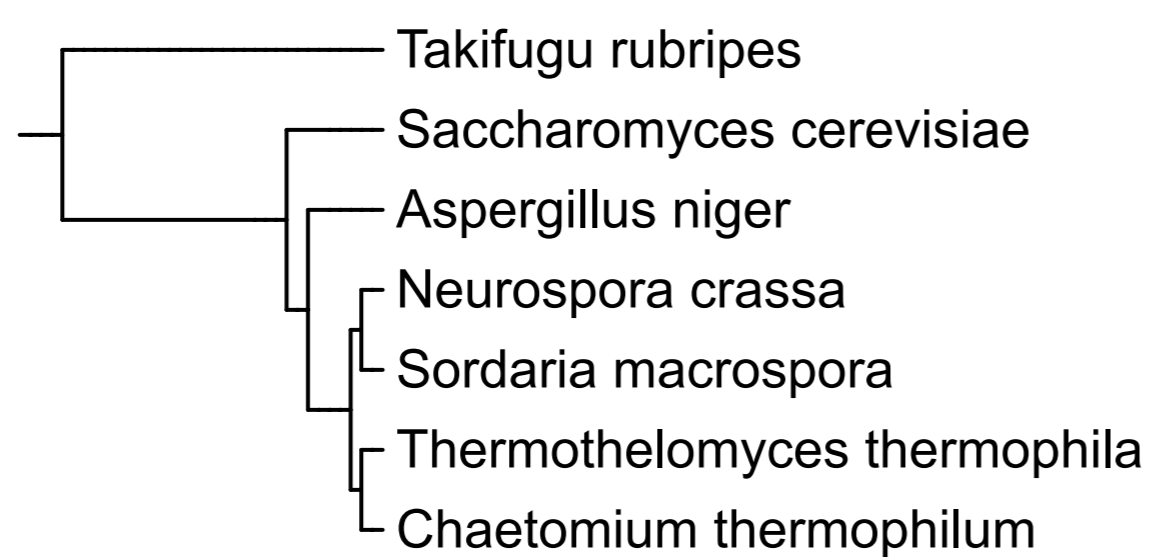 Takifugu rubripes
Saccharomyces cerevisiae
Aspergillus niger
Neurospora crassa
Sordaria macrospora
Thermothelomyces thermophila
Chaetomium thermophilum